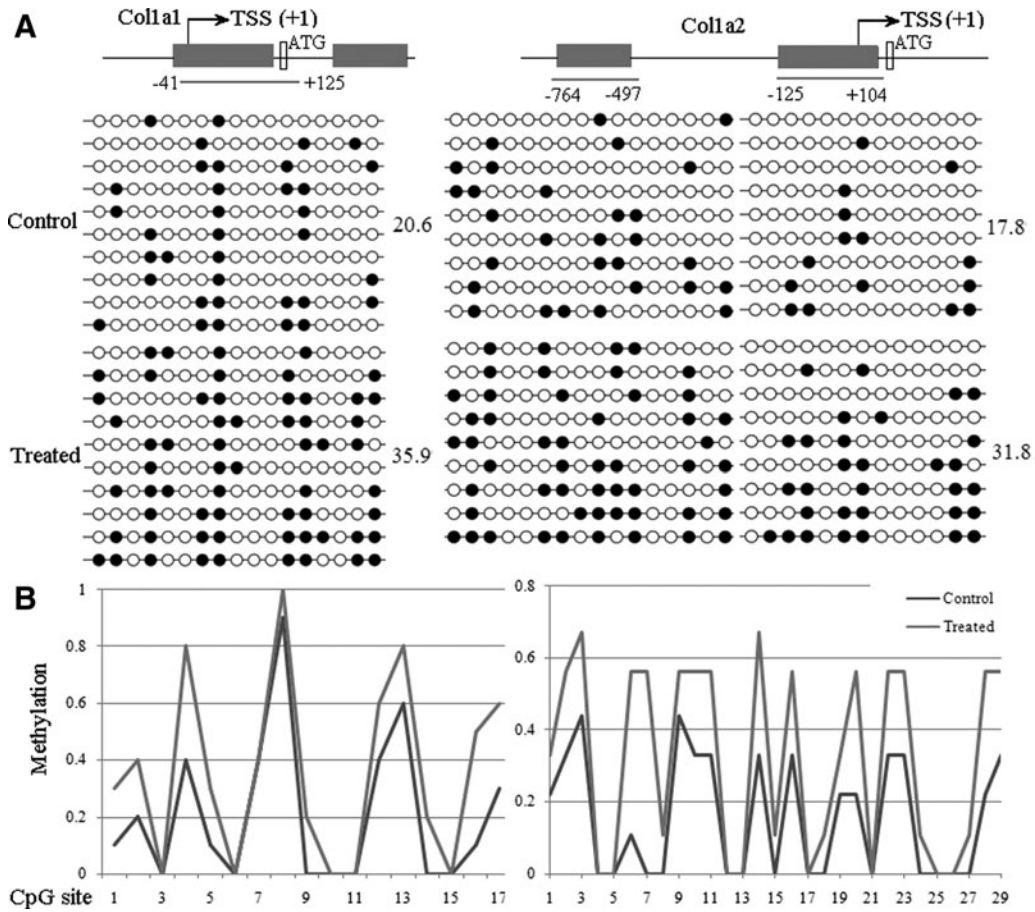 A
Col1a1
TSS (+1)
ATG
-41
+125
Col1a2
TSS (+1)
ATG
-764
-497
-125
+104
Control
20.6
17.8
Treated
35.9
31.8
B
Methylation
1
0.8
0.6
0.4
0.2
0
CpG site
1 3 5 7 9 11 13 15 17
0.8
0.6
0.4
0.2
0
1 3 5 7 9 11 13 15 17 19 21 23 25 27 29
Control
Treated